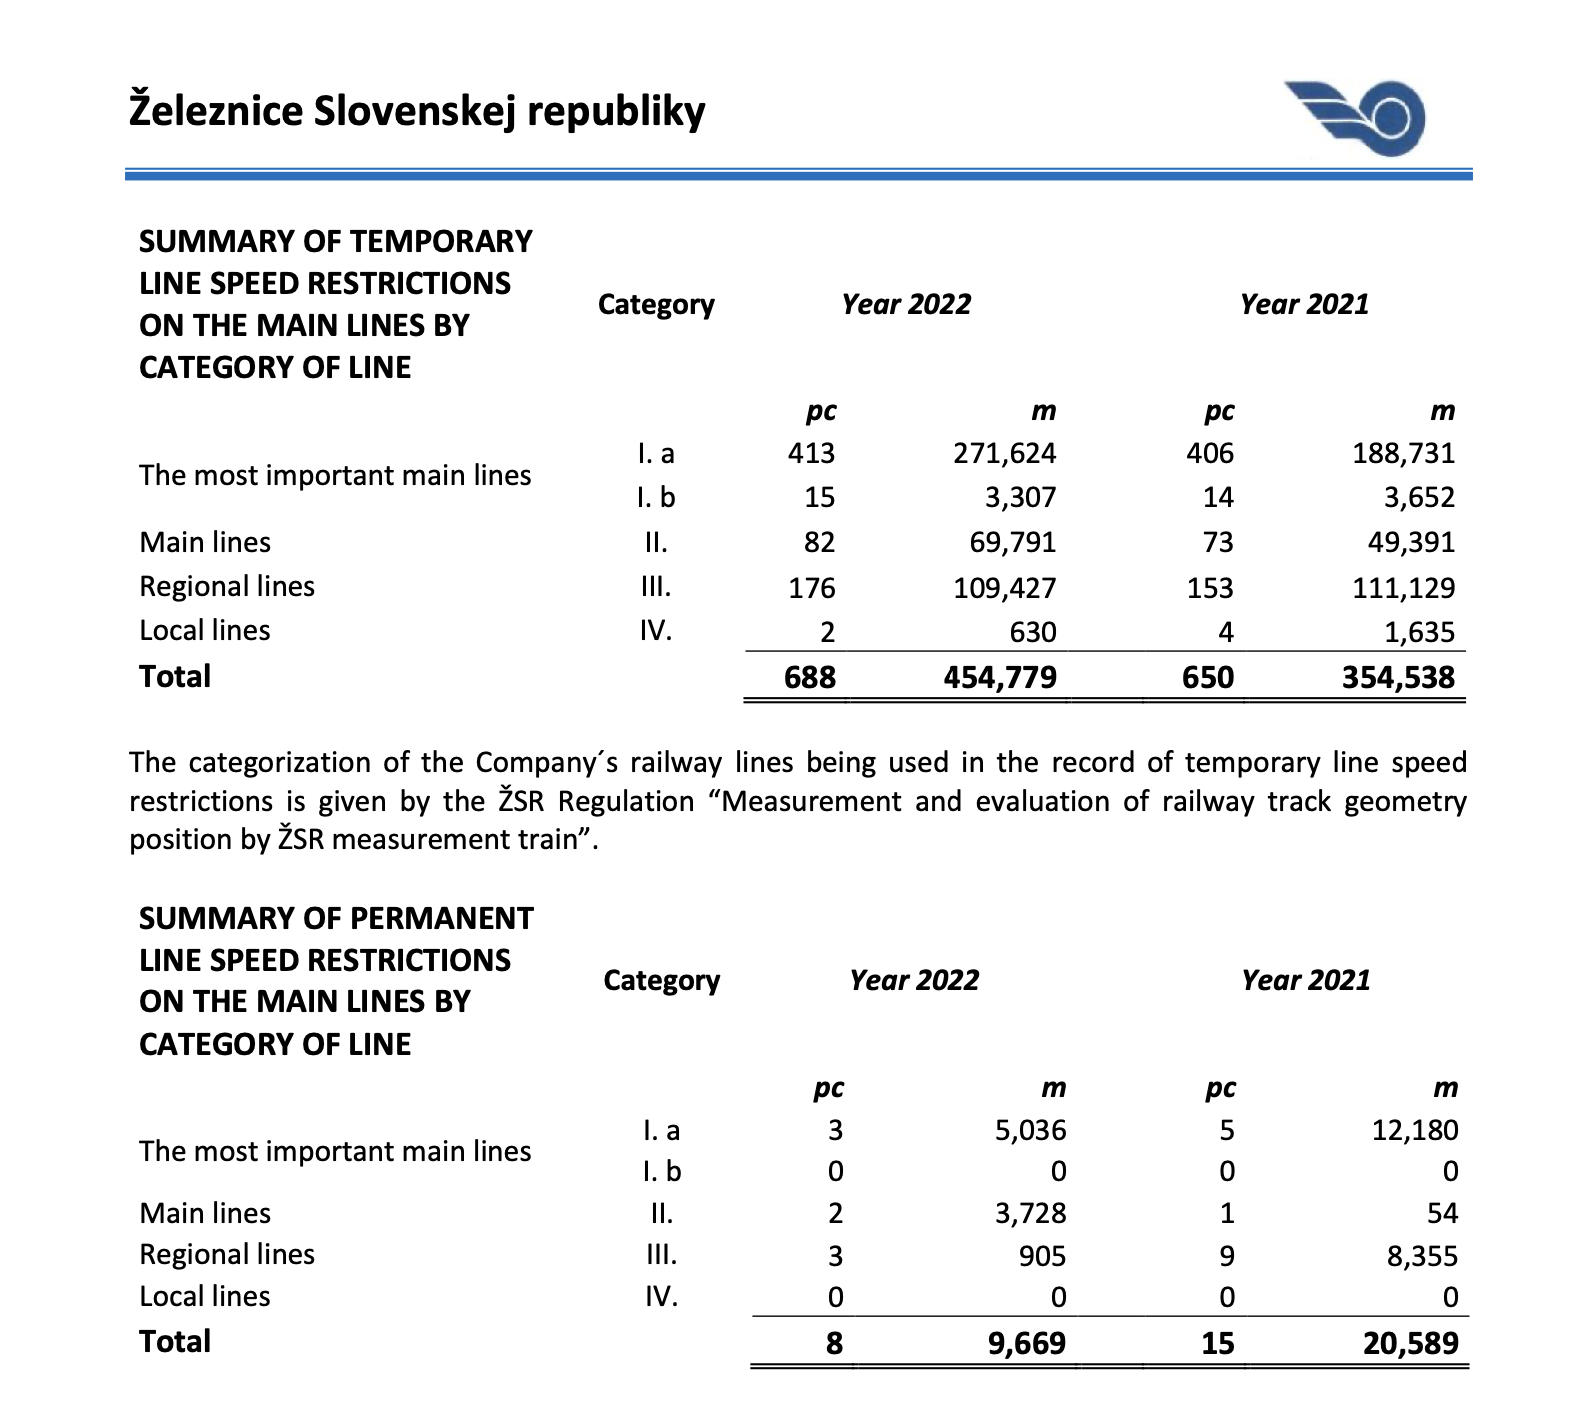 Železnice Slovenskej republiky
SUMMARY OF TEMPORARY
LINE SPEED RESTRICTIONS
ON THE MAIN LINES BY
CATEGORY OF LINE
Category Year 2022 Year 2021
pc m pc m
The most important main lines
I. a 413 271,624 406 188,731
I. b 15 3,307 14 3,652
Main lines II. 82 69,791 73 49,391
Regional lines III. 176 109,427 153 111,129
Local lines IV. 2 630 4 1,635
Total 688 454,779 650 354,538
The categorization of the Company´s railway lines being used in the record of temporary line speed
restrictions is given by the ŽSR Regulation “Measurement and evaluation of railway track geometry
position by ŽSR measurement train”.
SUMMARY OF PERMANENT
LINE SPEED RESTRICTIONS
ON THE MAIN LINES BY
CATEGORY OF LINE
Category Year 2022 Year 2021
pc m pc m
The most important main lines
I. a 3 5,036 5 12,180
I. b 0 0 0 0
Main lines II. 2 3,728 1 54
Regional lines III. 3 905 9 8,355
Local lines IV. 0 0 0 0
Total 8 9,669 15 20,589